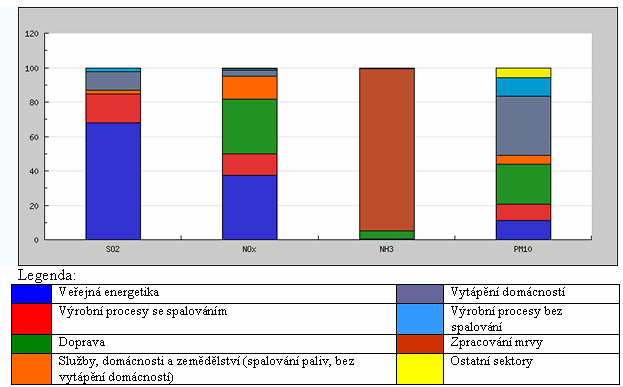 120
100
80
60
40
20
0
SO2 NOx NH3 PM10
Legenda:
Veřejná energetika
Vytápění domácností
Výrobní procesy se spalováním
Výrobní procesy bez
spalování
Doprava
Zpracování mrvy
Služby, domácnosti a zemědělství (spalování paliv, bez
vytápění domácností)
Ostatní sektory